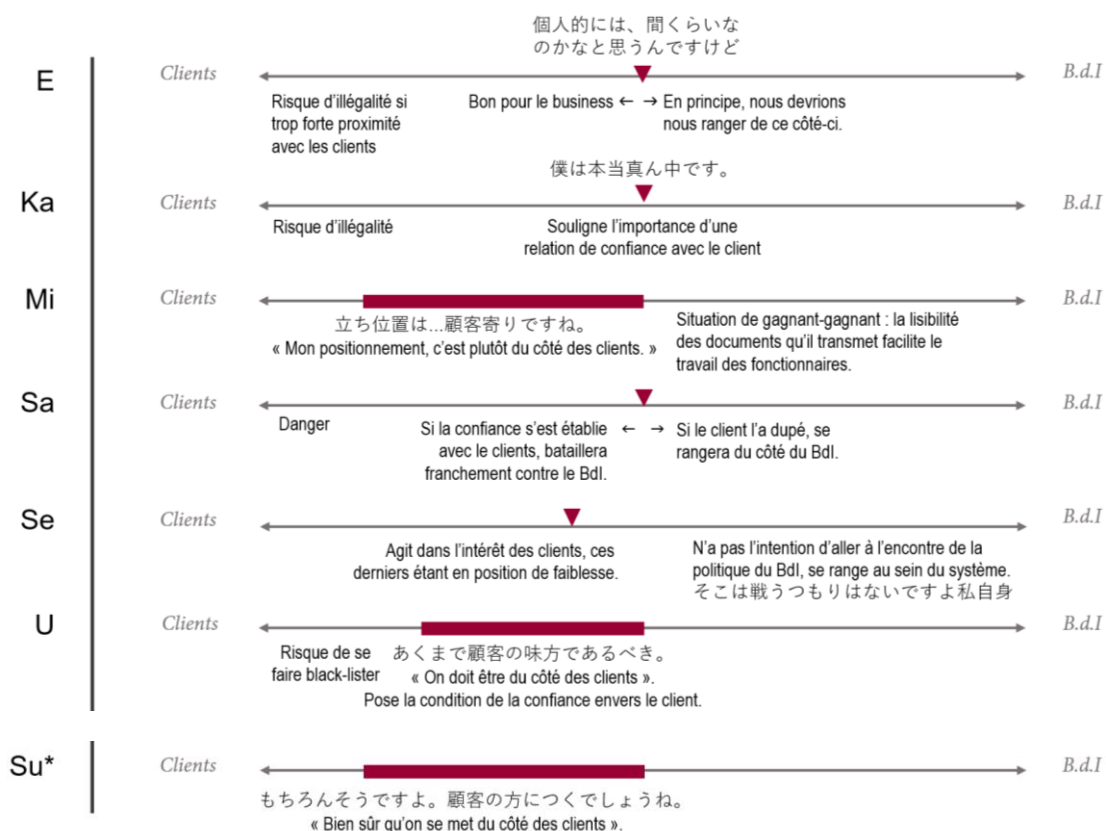 個人的には、間くらいな
のかなと思うんですけど
E
Clients
B.d.I
Risque d'illégalité si
trop forte proximité
avec les clients
Bon pour le business ← → En principe, nous devrions
nous ranger de ce côté-ci.
僕は本当真ん中です。
Ka
Clients
B.d.I
Risque d'illégalité
Souligne l'importance d'une
relation de confiance avec le client
Mi
Clients
B.d.I
立ち位置は...顧客寄りですね。
« Mon positionnement, c'est plutôt du côté des clients. »
Situation de gagnant-gagnant : la lisibilité
des documents qu'il transmet facilite le
travail des fonctionnaires.
Sa
Clients
B.d.I
Danger
Si la confiance s'est établie
avec le clients, bataillera
franchement contre le BdI.
← →
Si le client l'a dupé, se
rangera du côté du BdI.
Se
Clients
B.d.I
Agit dans l'intérêt des clients, ces
derniers étant en position de faiblesse.
N'a pas l'intention d'aller à l'encontre de la
politique du BdI, se range au sein du système.
そこは戦うつもりはないですよ私自身
U
Clients
B.d.I
Risque de se
faire black-lister
あくまで顧客の味方であるべき。
« On doit être du côté des clients ».
Pose la condition de la confiance envers le client.
Su*
Clients
B.d.I
もちろんそうですよ。顧客の方につくでしょうね。
« Bien sûr qu'on se met du côté des clients ».